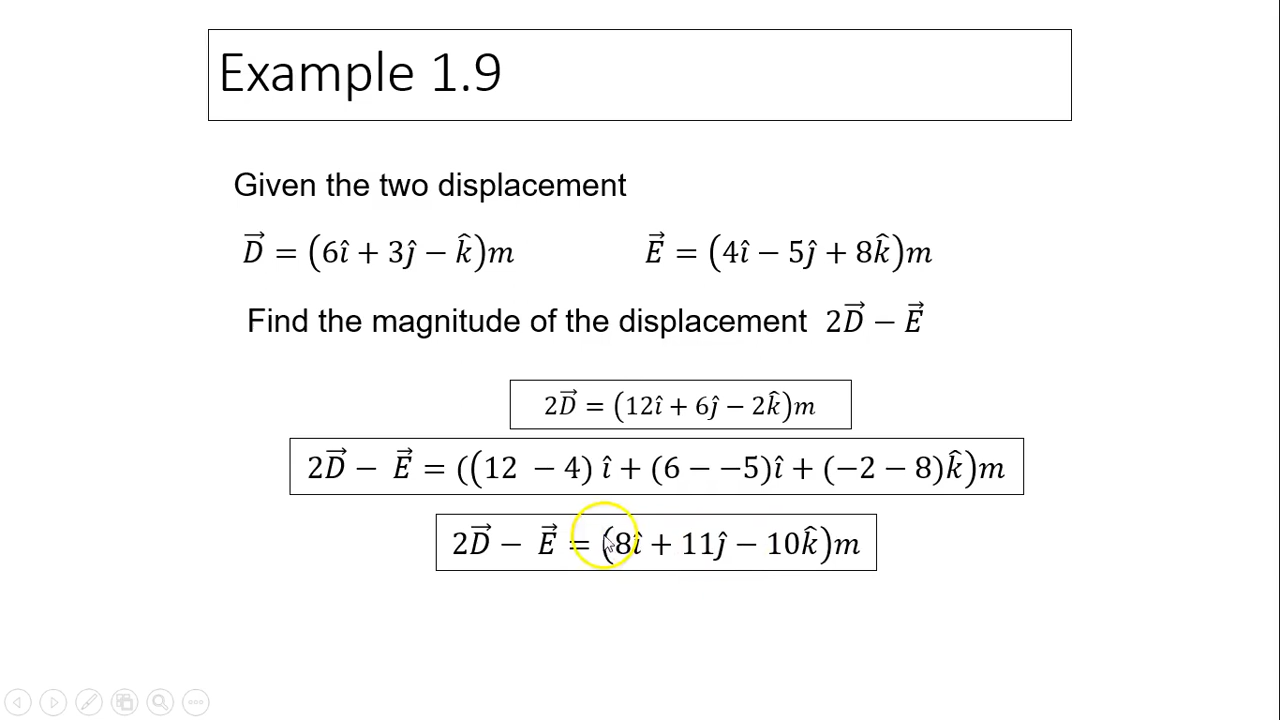 Example 1.9
Given the two displacement
D⃗ = (6î + 3ĵ − k̂)m    E⃗ = (4î − 5ĵ + 8k̂)m
Find the magnitude of the displacement 2D⃗ − E⃗
2D⃗ = (12î + 6ĵ − 2k̂)m
2D⃗ − E⃗ = ((12 − 4) î + (6 − −5)î + (−2 − 8)k̂)m
2D⃗ − E⃗ = (8î + 11ĵ − 10k̂)m